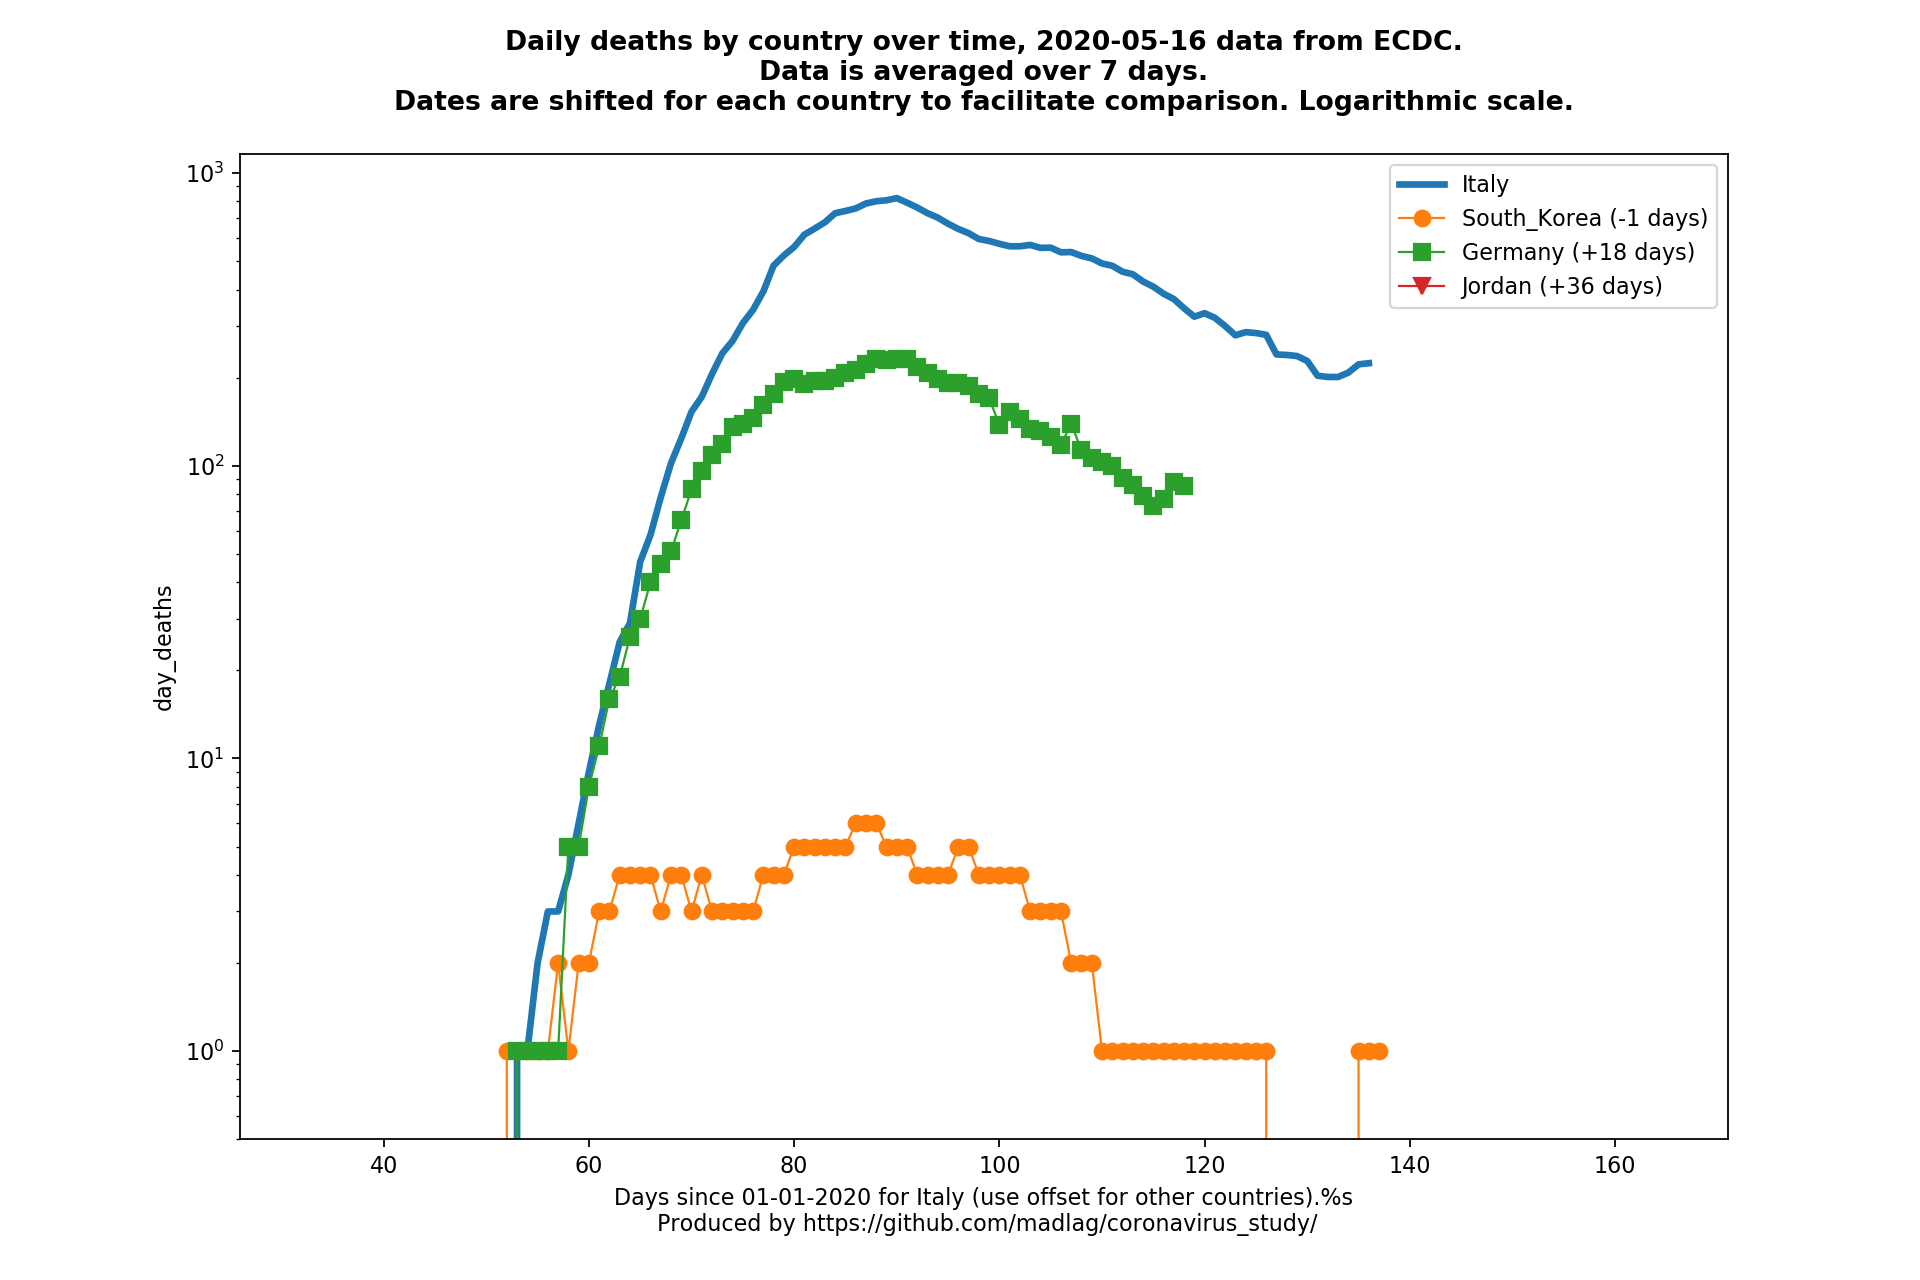 Daily deaths by country over time, 2020-05-16 data from ECDC.
Data is averaged over 7 days.
Dates are shifted for each country to facilitate comparison. Logarithmic scale.
Italy
South_Korea (-1 days)
Germany (+18 days)
Jordan (+36 days)
day_deaths
10³
10²
10¹
10⁰
40 60 80 100 120 140 160
Days since 01-01-2020 for Italy (use offset for other countries).%s
Produced by https://github.com/madlag/coronavirus_study/